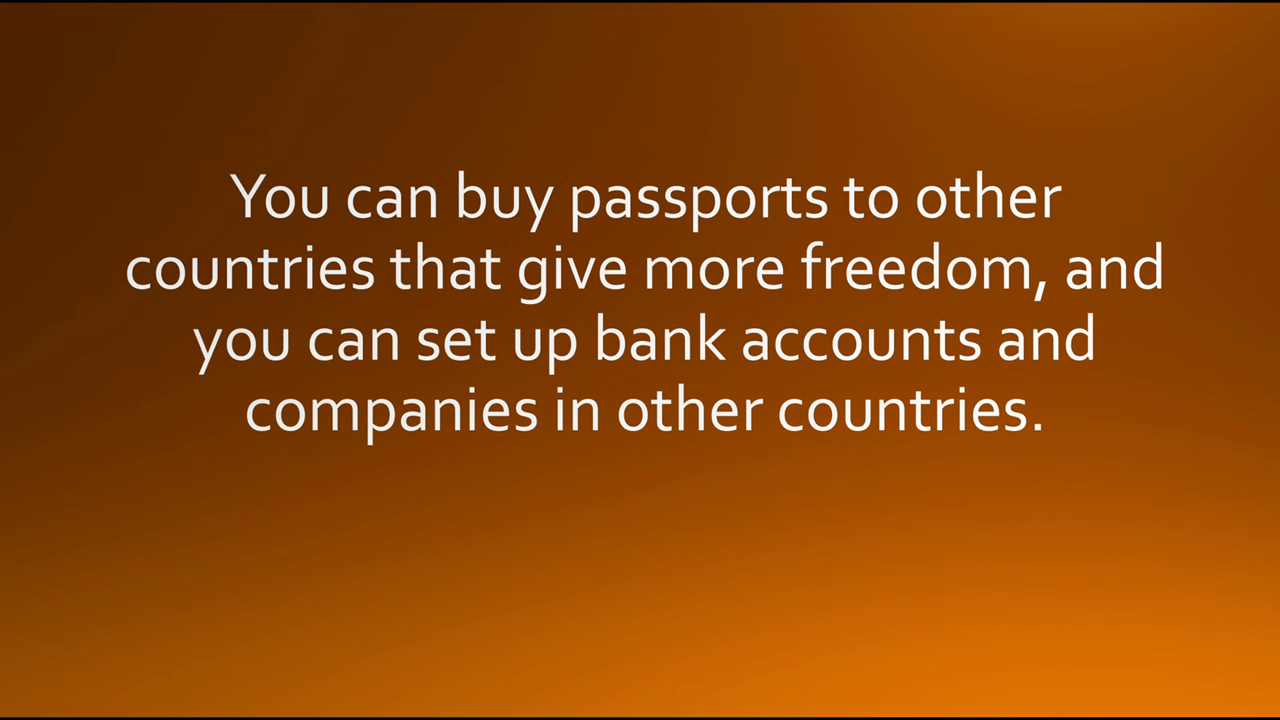 You can buy passports to other
countries that give more freedom, and
you can set up bank accounts and
companies in other countries.